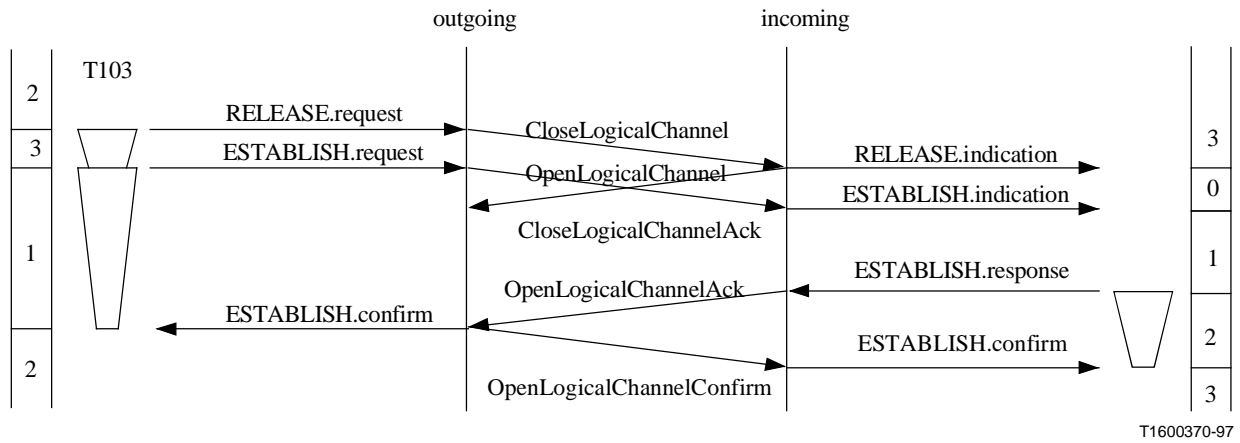 outgoing incoming
T103
2
RELEASE.request
CloseLogicalChannel
3
3
ESTABLISH.request
RELEASE.indication
OpenLogicalChannel
0
ESTABLISH.indication
CloseLogicalChannelAck
1
1
ESTABLISH.response
OpenLogicalChannelAck
ESTABLISH.confirm
2
ESTABLISH.confirm
2
OpenLogicalChannelConfirm
3
T1600370-97